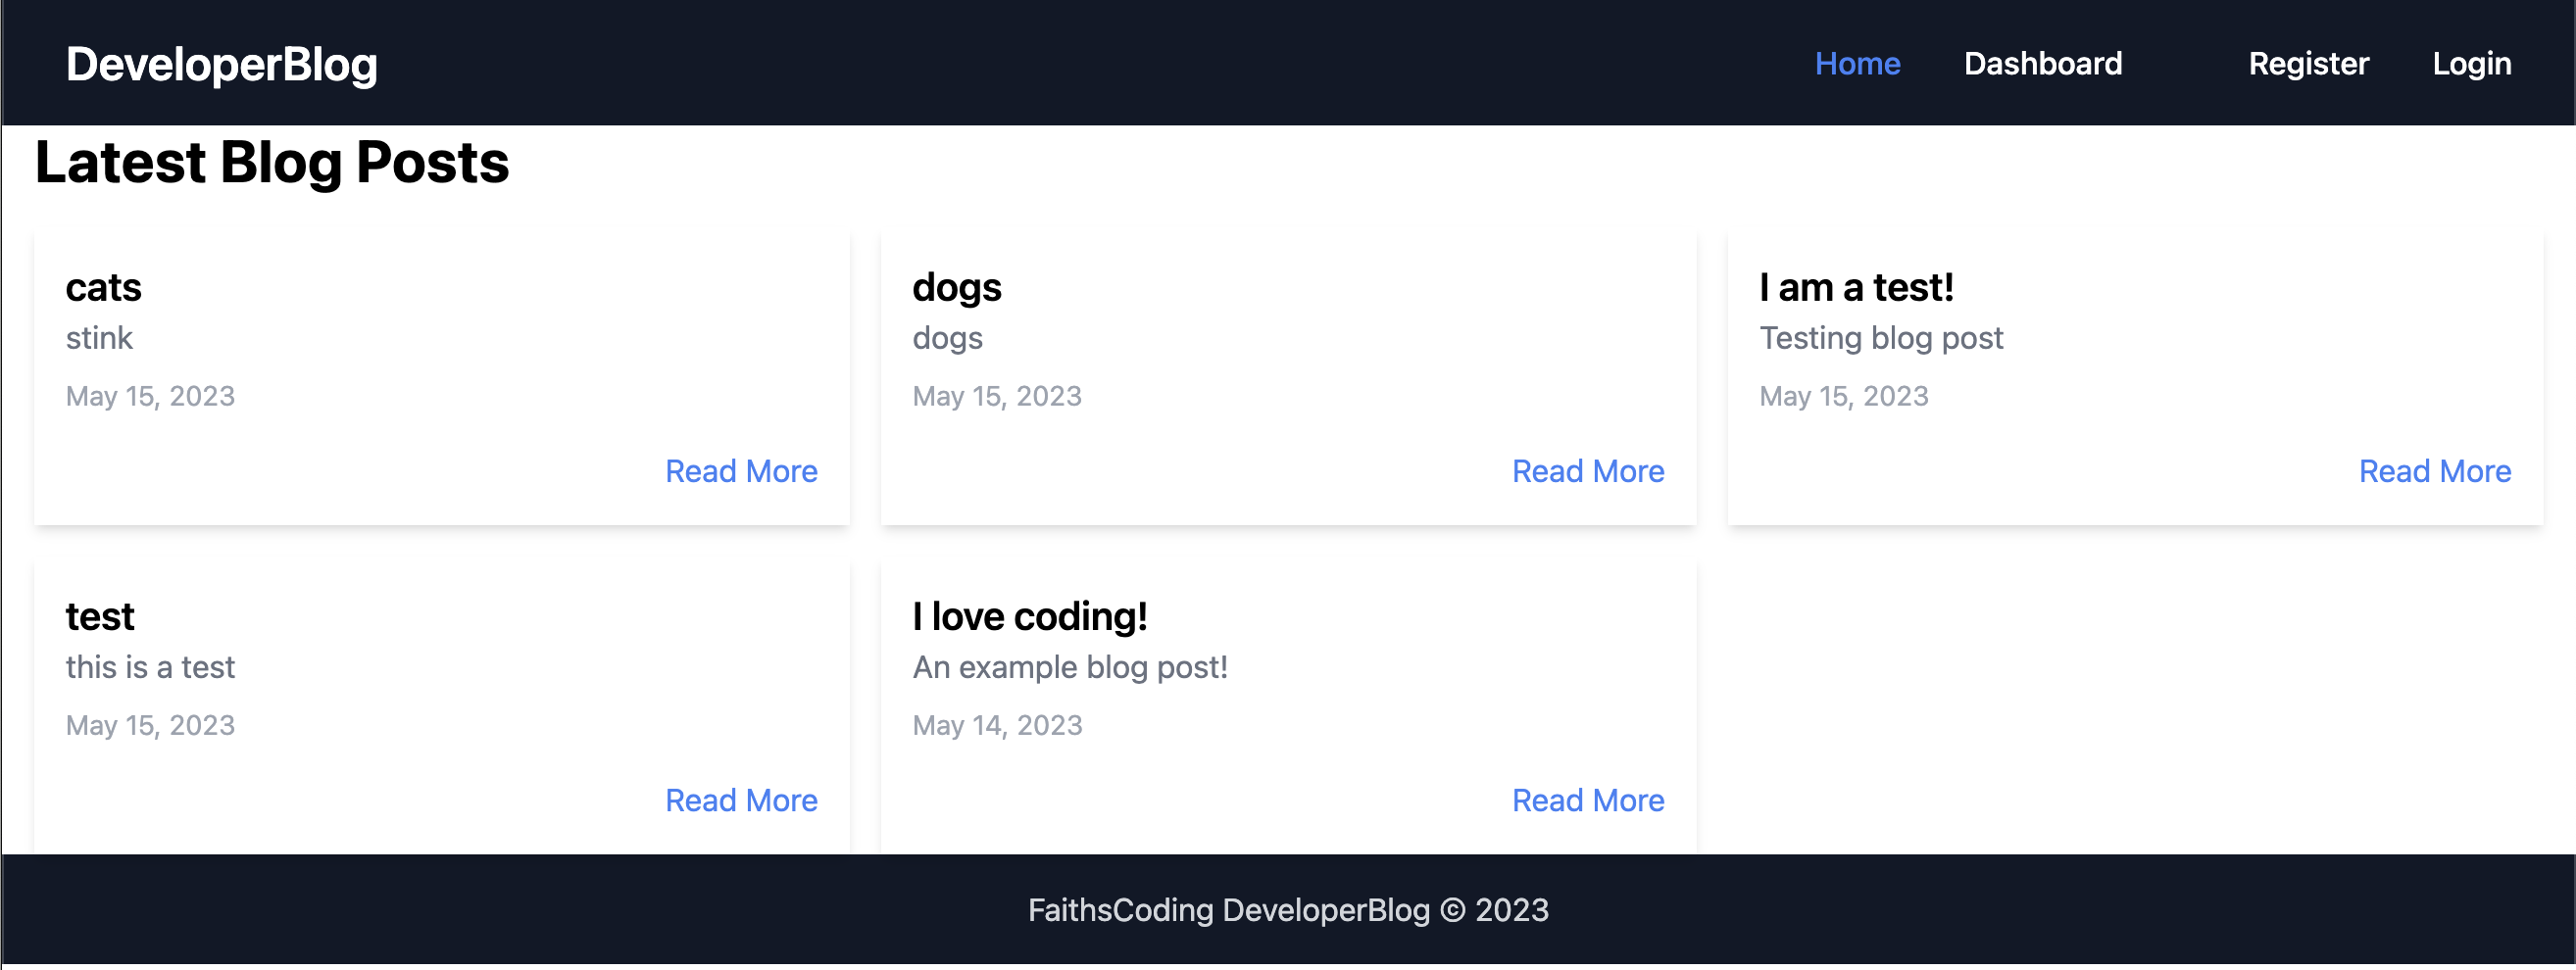 DeveloperBlog
Home Dashboard Register Login
Latest Blog Posts
cats
stink
May 15, 2023
Read More
dogs
dogs
May 15, 2023
Read More
I am a test!
Testing blog post
May 15, 2023
Read More
test
this is a test
May 15, 2023
Read More
I love coding!
An example blog post!
May 14, 2023
Read More
FaithsCoding DeveloperBlog © 2023